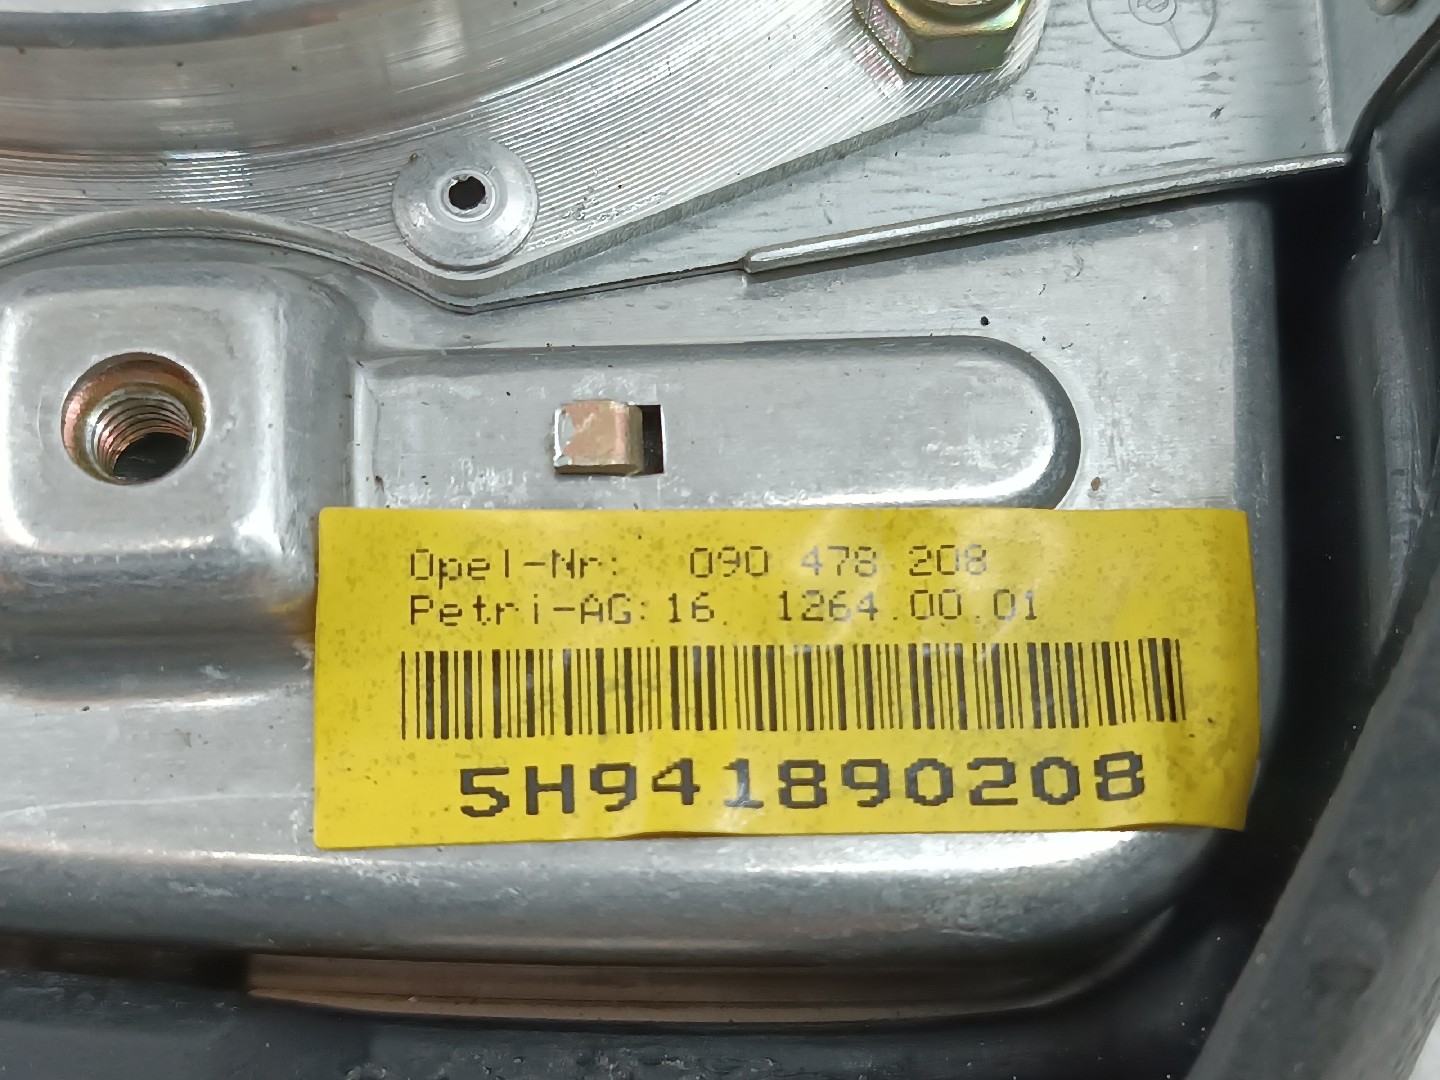 Opel-Nr: 090 478 208
Petri-AG: 16. 1264.00.01
5H941890208